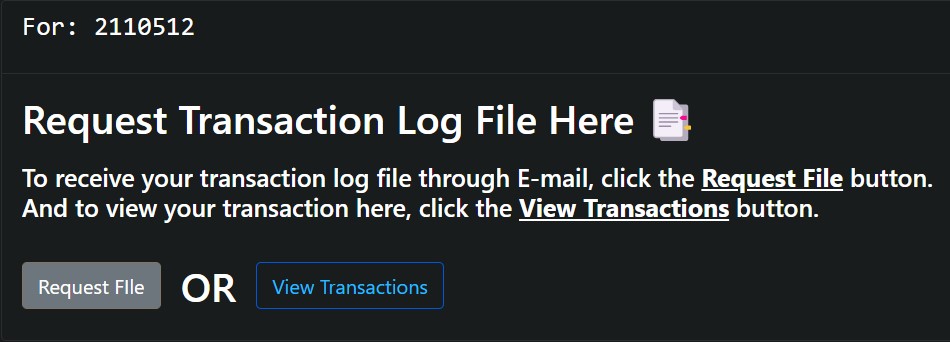 For: 2110512
Request Transaction Log File Here
To receive your transaction log file through E-mail, click the Request File button.
And to view your transaction here, click the View Transactions button.
Request FIle OR View Transactions